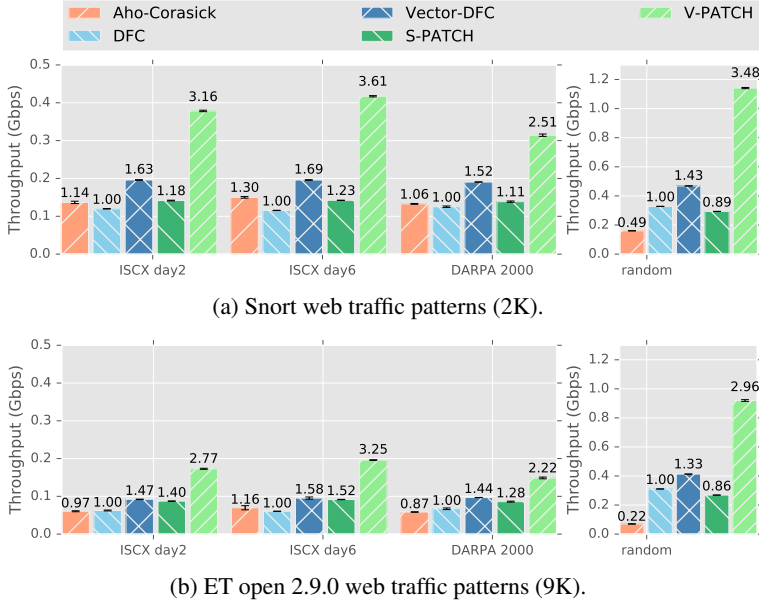 Aho-Corasick Vector-DFC V-PATCH
DFC S-PATCH
Throughput (Gbps)
0.5
0.4
0.3
0.2
0.1
0.0
1.14 1.00 1.63 1.18 3.16
1.30 1.00 1.69 1.23 3.61
1.06 1.00 1.52 1.11 2.51
ISCX day2 ISCX day6 DARPA 2000
Throughput (Gbps)
1.2
1.0
0.8
0.6
0.4
0.2
0.0
0.49 1.00 1.43 0.89 3.48
random
(a) Snort web traffic patterns (2K).
Throughput (Gbps)
0.5
0.4
0.3
0.2
0.1
0.0
0.97 1.00 1.47 1.40 2.77
1.16 1.00 1.58 1.52 3.25
0.87 1.00 1.44 1.28 2.22
ISCX day2 ISCX day6 DARPA 2000
Throughput (Gbps)
1.2
1.0
0.8
0.6
0.4
0.2
0.0
0.22 1.00 1.33 0.86 2.96
random
(b) ET open 2.9.0 web traffic patterns (9K).